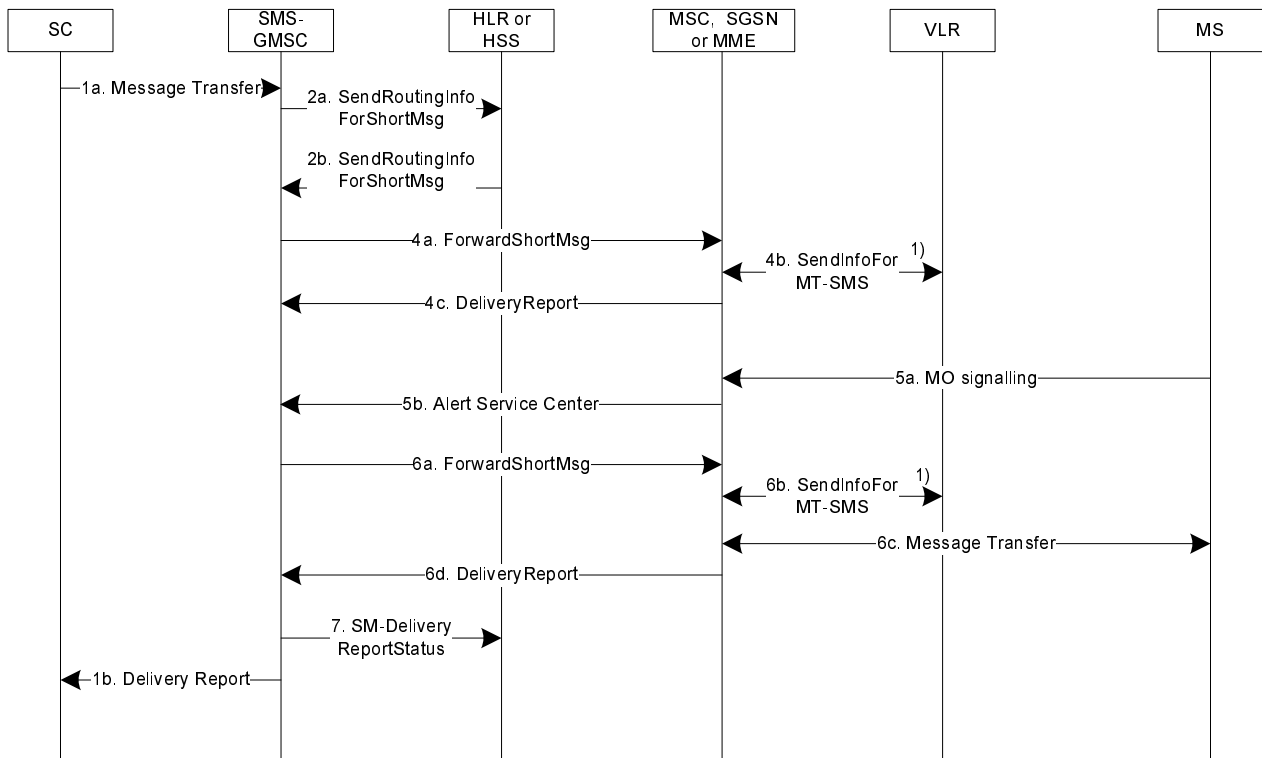 SC
SMS-
GMSC
HLR or
HSS
MSC, SGSN
or MME
VLR
MS
1a. Message Transfer
2a. SendRoutingInfo
ForShortMsg
2b. SendRoutingInfo
ForShortMsg
4a. ForwardShortMsg
1)
4b. SendInfoFor
MT-SMS
4c. DeliveryReport
5a. MO signalling
5b. Alert Service Center
6a. ForwardShortMsg
1)
6b. SendInfoFor
MT-SMS
6c. Message Transfer
6d. DeliveryReport
7. SM-Delivery
ReportStatus
1b. Delivery Report